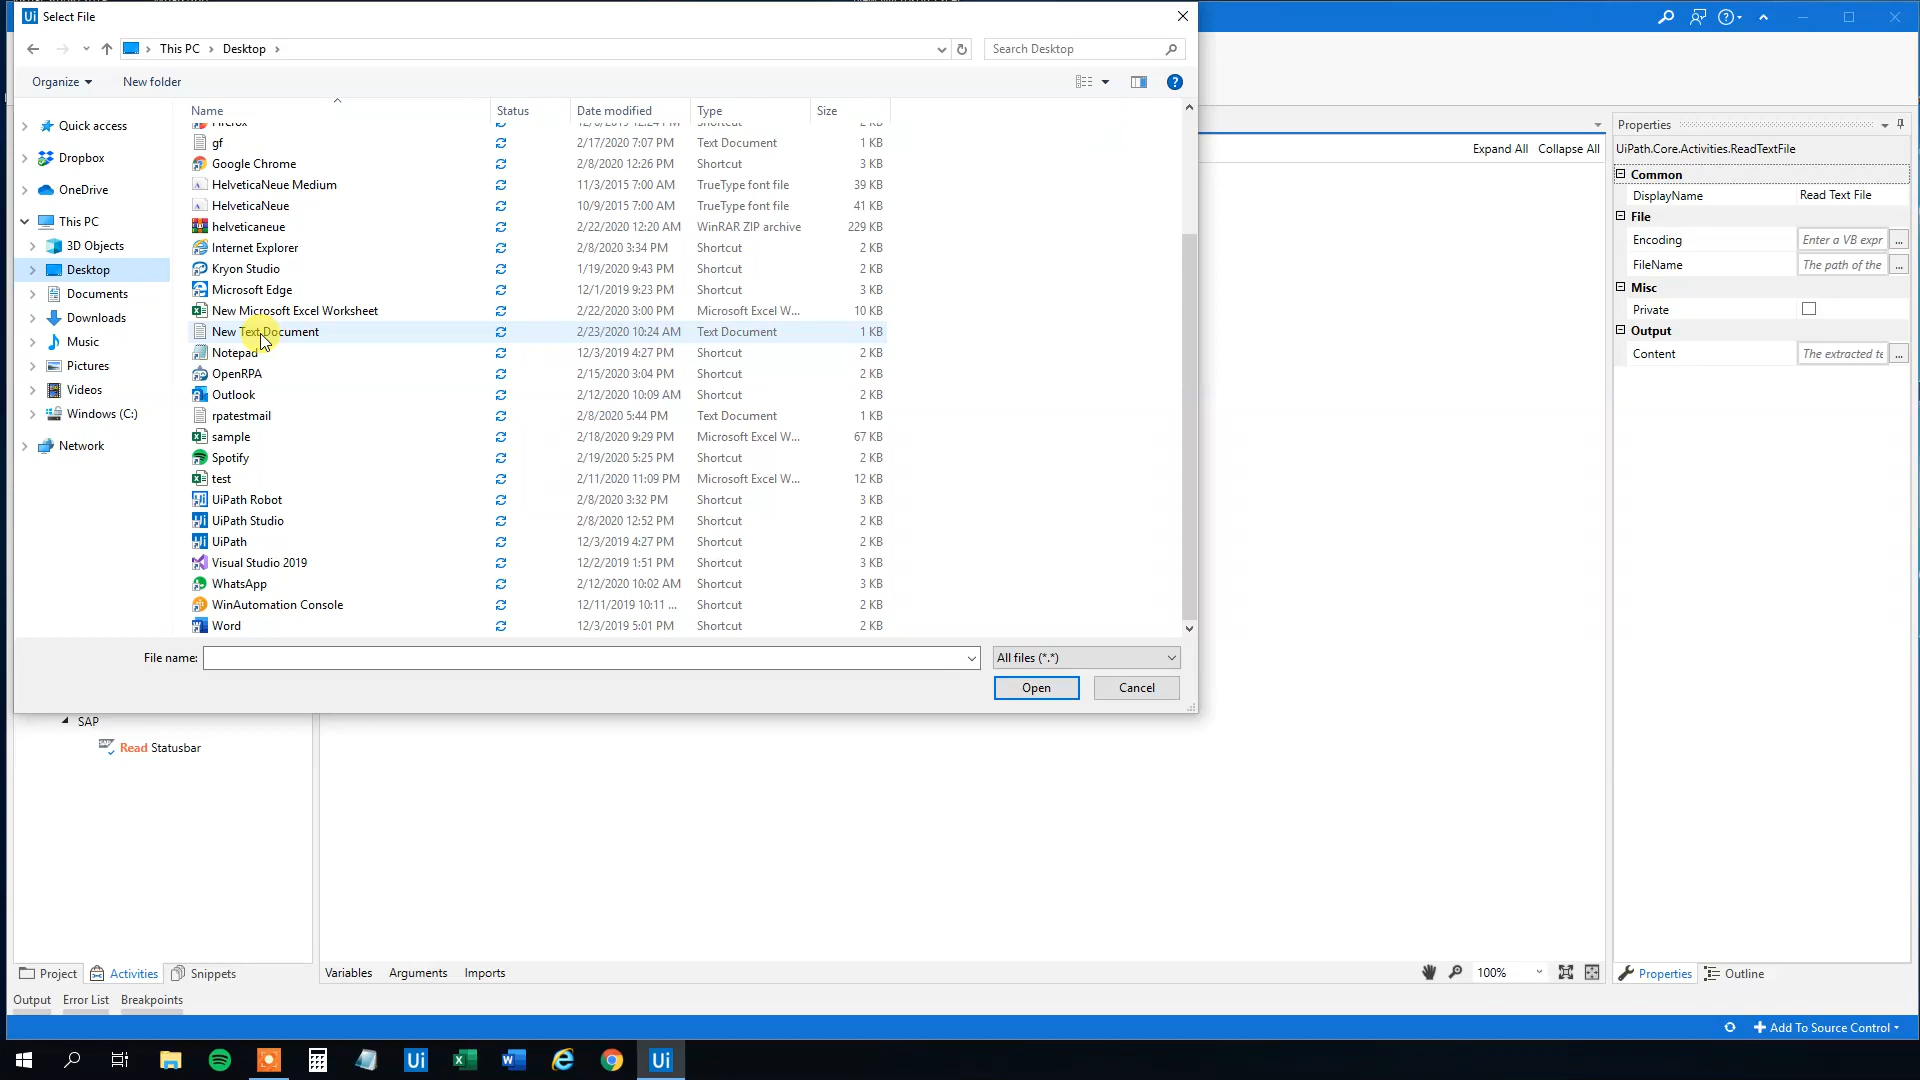 Select File
This PC > Desktop >
Search Desktop
Organize
New folder
Name Status Date modified Type Size
gf 2/17/2020 7:07 PM Text Document 1 KB
Google Chrome 2/8/2020 12:26 PM Shortcut 3 KB
HelveticaNeue Medium 11/3/2015 7:00 AM TrueType font file 39 KB
HelveticaNeue 10/9/2015 7:00 AM TrueType font file 41 KB
helveticaneue 2/22/2020 12:20 AM WinRAR ZIP archive 229 KB
Internet Explorer 2/8/2020 3:34 PM Shortcut 2 KB
Kryon Studio 1/19/2020 9:43 PM Shortcut 2 KB
Microsoft Edge 12/1/2019 9:23 PM Shortcut 3 KB
New Microsoft Excel Worksheet 2/22/2020 3:00 PM Microsoft Excel W... 10 KB
New Text Document 2/23/2020 10:24 AM Text Document 1 KB
Notepad 12/3/2019 4:27 PM Shortcut 2 KB
OpenRPA 2/15/2020 3:04 PM Shortcut 2 KB
Outlook 2/12/2020 10:09 AM Shortcut 2 KB
rpatestmail 2/8/2020 5:44 PM Text Document 1 KB
sample 2/18/2020 9:29 PM Microsoft Excel W... 67 KB
Spotify 2/19/2020 5:25 PM Shortcut 2 KB
test 2/11/2020 11:09 PM Microsoft Excel W... 12 KB
UiPath Robot 2/8/2020 3:32 PM Shortcut 3 KB
UiPath Studio 2/8/2020 12:52 PM Shortcut 2 KB
UiPath 12/3/2019 4:27 PM Shortcut 2 KB
Visual Studio 2019 12/2/2019 1:51 PM Shortcut 3 KB
WhatsApp 2/12/2020 10:02 AM Shortcut 3 KB
WinAutomation Console 12/11/2019 10:11 ... Shortcut 2 KB
Word 12/3/2019 5:01 PM Shortcut 2 KB
Quick access
Dropbox
OneDrive
This PC
3D Objects
Desktop
Documents
Downloads
Music
Pictures
Videos
Windows (C:)
Network
File name:
All files (*.*)
Open
Cancel
SAP
Read Statusbar
Expand All Collapse All
Properties
UiPath.Core.Activities.ReadTextFile
Common
DisplayName Read Text File
File
Encoding Enter a VB expr ...
FileName The path of the ...
Misc
Private
Output
Content The extracted te ...
Project Activities Snippets
Variables Arguments Imports
100%
Properties Outline
Output Error List Breakpoints
Add To Source Control